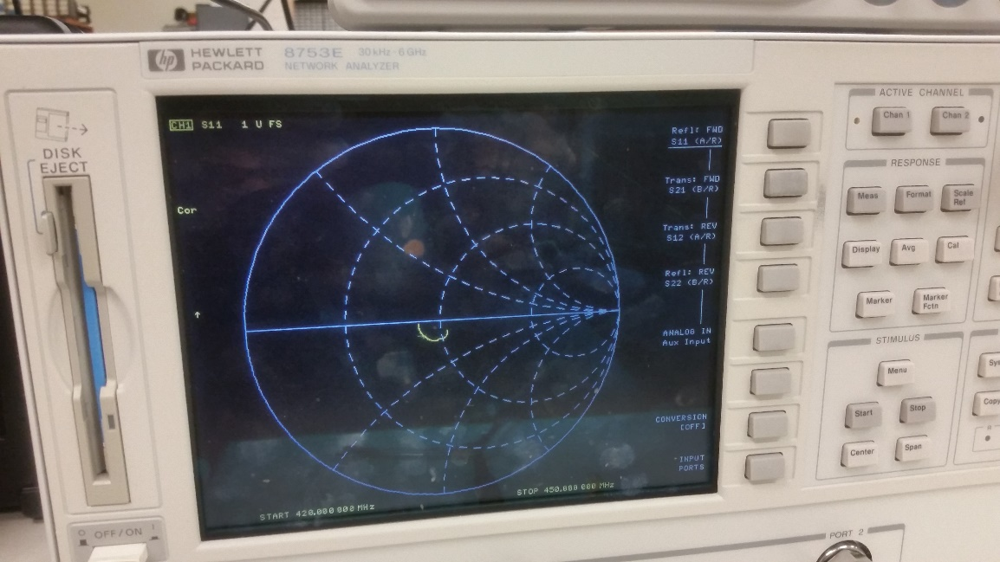 hp HEWLETT PACKARD
8753E 30 kHz - 6 GHz
NETWORK ANALYZER
DISK EJECT
CH1 S11 1 U FS
Cor
↑
START 420.000 000 MHz
STOP 450.000 000 MHz
Refl: FWD
S11 (A/R)
Trans: FWD
S21 (B/R)
Trans: REV
S12 (A/R)
Refl: REV
S22 (B/R)
ANALOG IN
Aux Input
CONVERSION
[OFF]
INPUT
PORTS
ACTIVE CHANNEL
Chan 1
Chan 2
RESPONSE
Meas
Format
Scale
Ref
Display
Avg
Cal
Marker
Marker
Fctn
STIMULUS
Menu
Start
Stop
Center
Span
Copy
OFF/ON
PORT 2